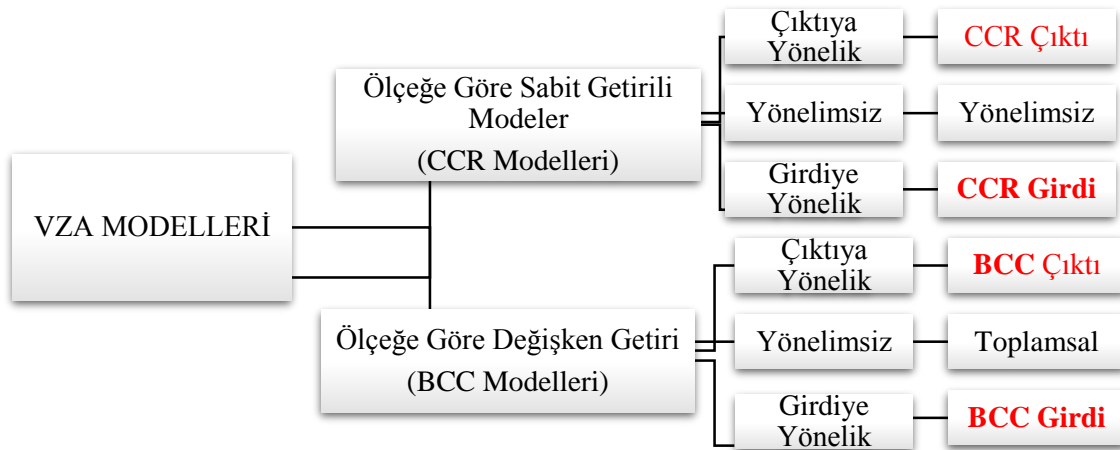 VZA MODELLERİ
Ölçeğe Göre Sabit Getirili
Modeler
(CCR Modelleri)
Çıktıya
Yönelik
CCR Çıktı
Yönelimsiz
Yönelimsiz
Girdiye
Yönelik
CCR Girdi
Ölçeğe Göre Değişken Getiri
(BCC Modelleri)
Çıktıya
Yönelik
BCC Çıktı
Yönelimsiz
Toplamsal
Girdiye
Yönelik
BCC Girdi